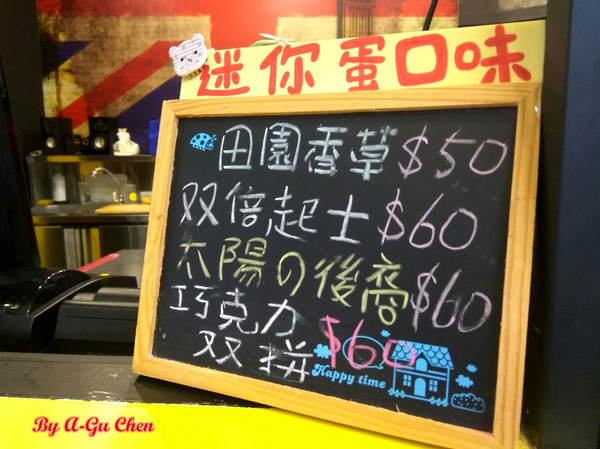 迷你蛋口味
田園香草$50
双倍起士$60
太陽の後裔$60
巧克力
双拼$60
Happy time
By A-Gu Chen